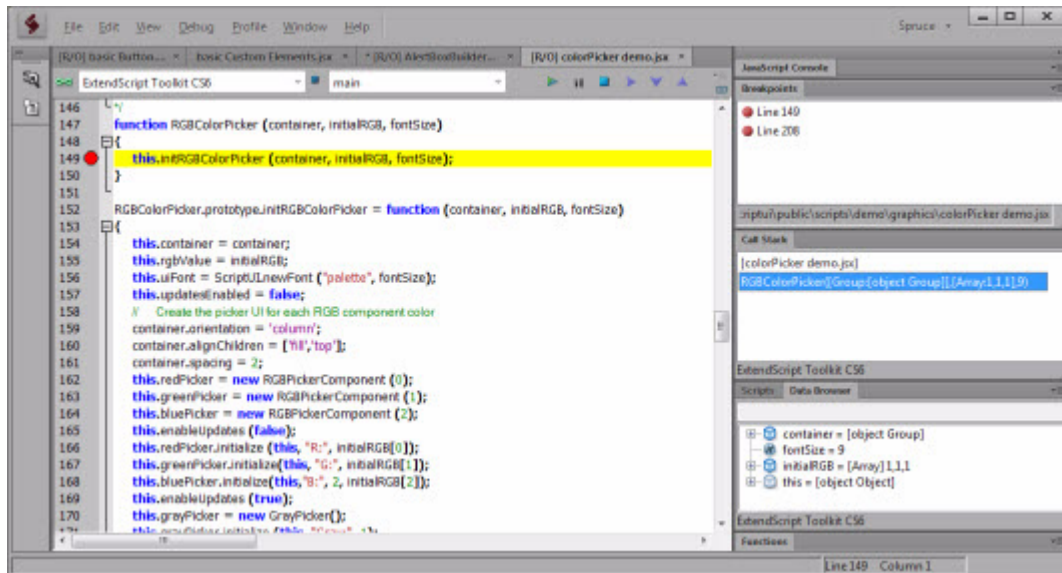 File Edit View Debug Profile Window Help
Spruce
[R/O] basic Button... × basic Custom Elements.jsx × * [R/O] AlertBoxBuilder... × [R/O] colorPicker demo.jsx ×
ExtendScript Toolkit CS6 main
146 */
147 function RGBColorPicker (container, initialRGB, fontSize)
148 {
149 this.initRGBColorPicker (container, initialRGB, fontSize);
150 }
151
152 RGBColorPicker.prototype.initRGBColorPicker = function (container, initialRGB, fontSize)
153 {
154 this.container = container;
155 this.rgbValue = initialRGB;
156 this.uiFont = ScriptUI.newFont ("palette", fontSize);
157 this.updatesEnabled = false;
158 // Create the picker UI for each RGB component color
159 container.orientation = 'column';
160 container.alignChildren = ['fill','top'];
161 container.spacing = 2;
162 this.redPicker = new RGBPickerComponent (0);
163 this.greenPicker = new RGBPickerComponent (1);
164 this.bluePicker = new RGBPickerComponent (2);
165 this.enableUpdates (false);
166 this.redPicker.initialize (this, "R:", initialRGB[0]);
167 this.greenPicker.initialize(this, "G:", initialRGB[1]);
168 this.bluePicker.initialize(this,"B:", 2, initialRGB[2]);
169 this.enableUpdates (true);
170 this.grayPicker = new GrayPicker();
JavaScript Console
Breakpoints
Line 149
Line 208
:riptui\public\scripts\demo\graphics\colorPicker demo.jsx
Call Stack
[colorPicker demo.jsx]
RGBColorPicker([Group:[object Group]],[Array:1,1,1],9)
ExtendScript Toolkit CS6
Scripts Data Browser
container = [object Group]
fontSize = 9
initialRGB = [Array] 1,1,1
this = [object Object]
ExtendScript Toolkit CS6
Functions
Line 149 Column 1